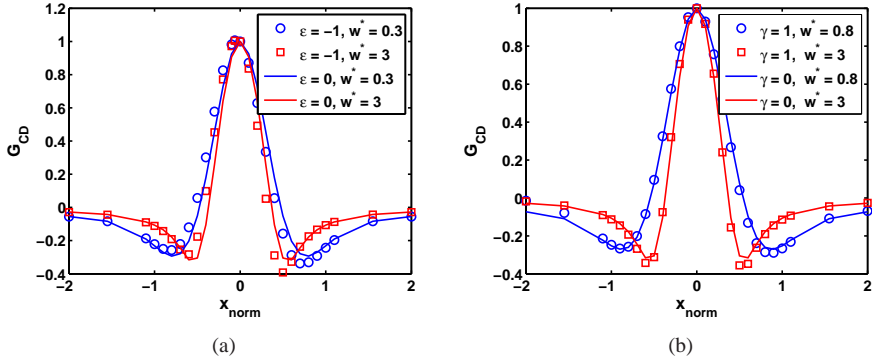 1.2
1
0.8
0.6
0.4
0.2
0
−0.2
−0.4
−2
−1
0
1
2
G_CD
x_norm
ε = −1, w* = 0.3
ε = −1, w* = 3
ε = 0, w* = 0.3
ε = 0, w* = 3
(a)
1
0.8
0.6
0.4
0.2
0
−0.2
−0.4
−2
−1
0
1
2
G_CD
x_norm
γ = 1, w* = 0.8
γ = 1, w* = 3
γ = 0, w* = 0.8
γ = 0, w* = 3
(b)